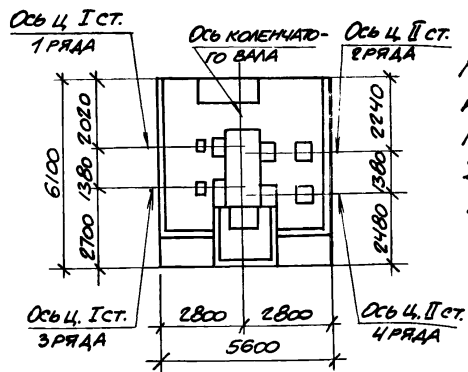 Ось ц. I ст.
1 РЯДА
Ось коленчато-
го вала
Ось ц. II ст.
2 РЯДА
2020
1380
2700
6100
2240
1380
2480
Ось ц. I ст.
3 РЯДА
2800
2800
5600
Ось ц. II ст.
4 РЯДА